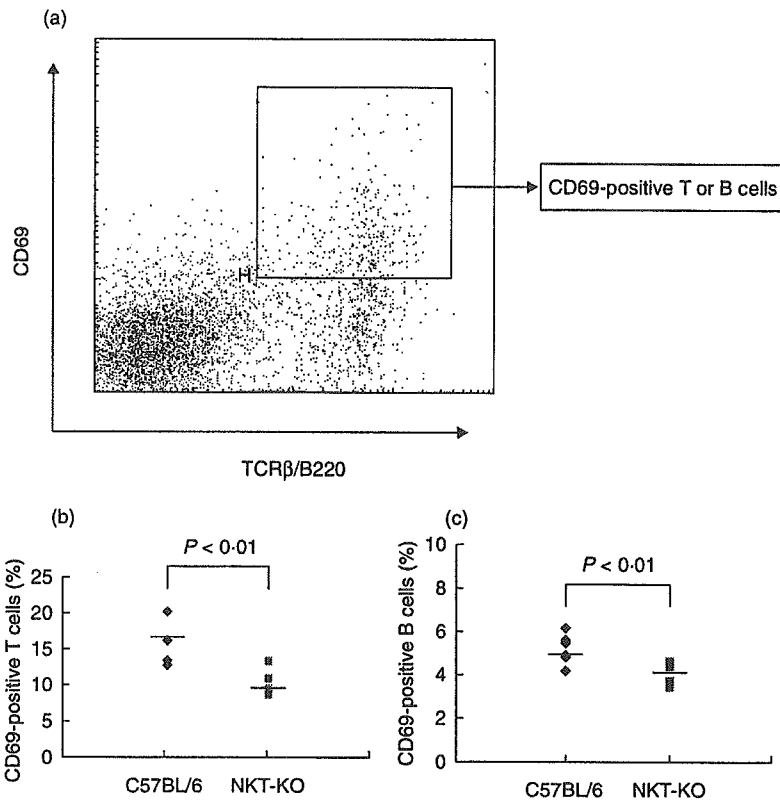 (a)
CD69
H
CD69-positive T or B cells
TCRβ/B220
(b)
P < 0·01
CD69-positive T cells (%)
25
20
15
10
5
0
C57BL/6 NKT-KO
(c)
P < 0·01
CD69-positive B cells (%)
10
8
6
4
2
0
C57BL/6 NKT-KO